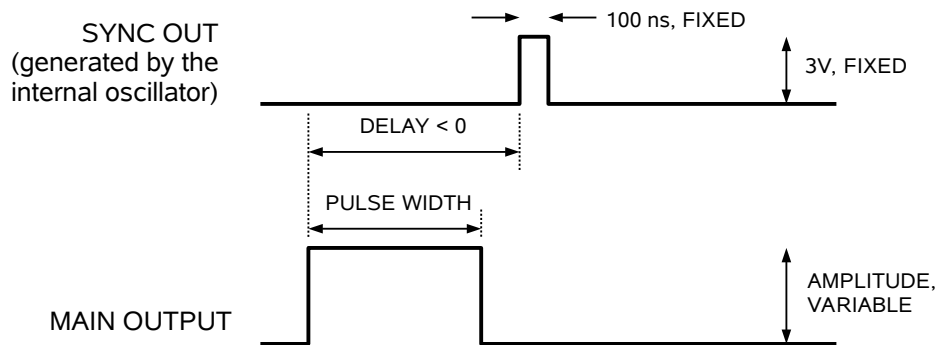 100 ns, FIXED
SYNC OUT
(generated by the
internal oscillator)
3V, FIXED
DELAY < 0
PULSE WIDTH
AMPLITUDE,
VARIABLE
MAIN OUTPUT